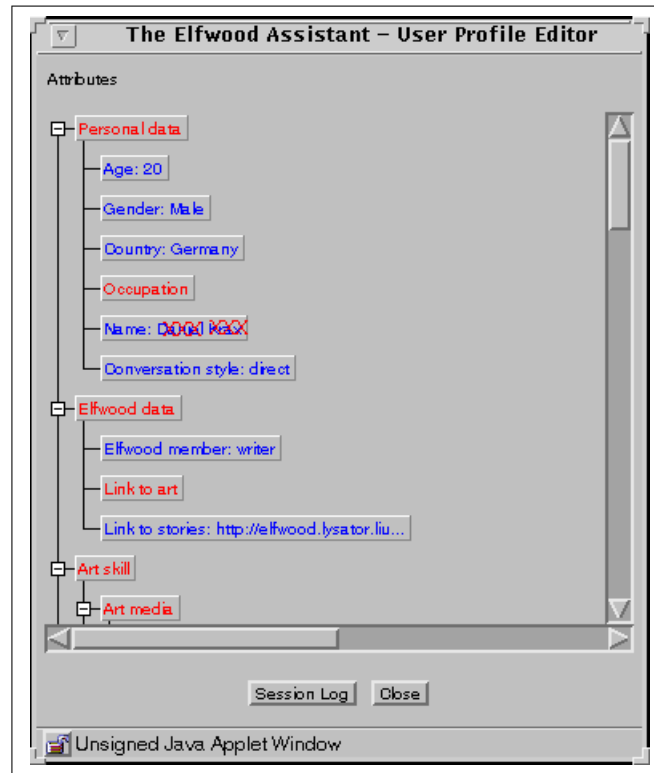 The Elfwood Assistant – User Profile Editor
Attributes
Personal data
Age: 20
Gender: Male
Country: Germany
Occupation
Name:
Conversation style: direct
Elfwood data
Elfwood member: writer
Link to art
Link to stories: http://elfwood.lysator.liu...
Art skill
Art media
Session Log Close
Unsigned Java Applet Window